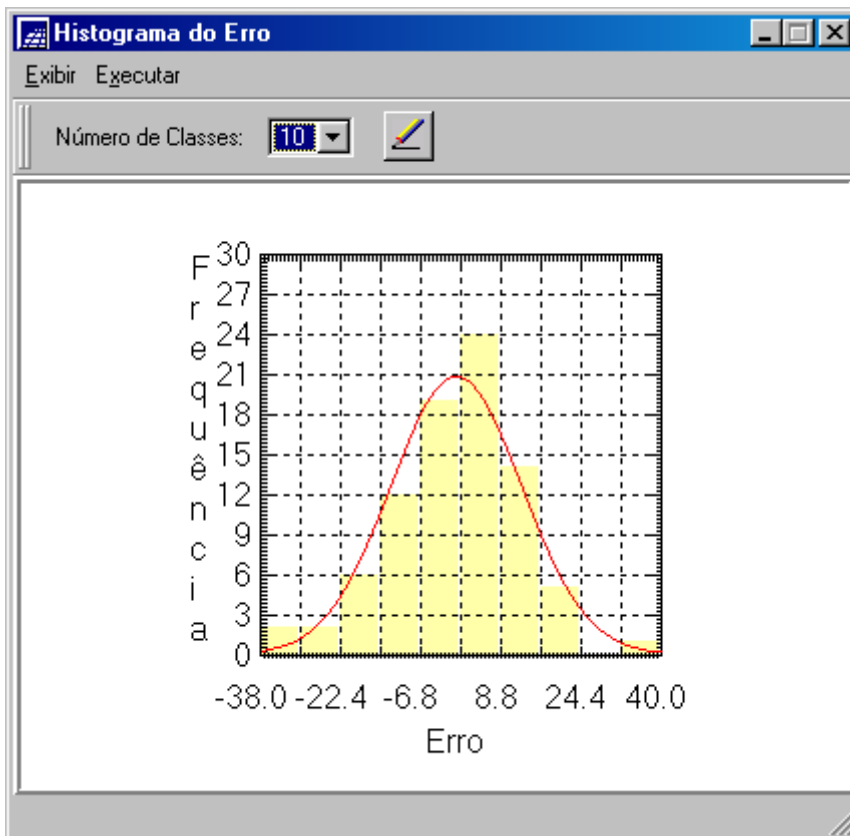 Histograma do Erro
Exibir Executar
Número de Classes: 10
Frequência
30
27
24
21
18
15
12
9
6
3
0
-38.0 -22.4 -6.8 8.8 24.4 40.0
Erro